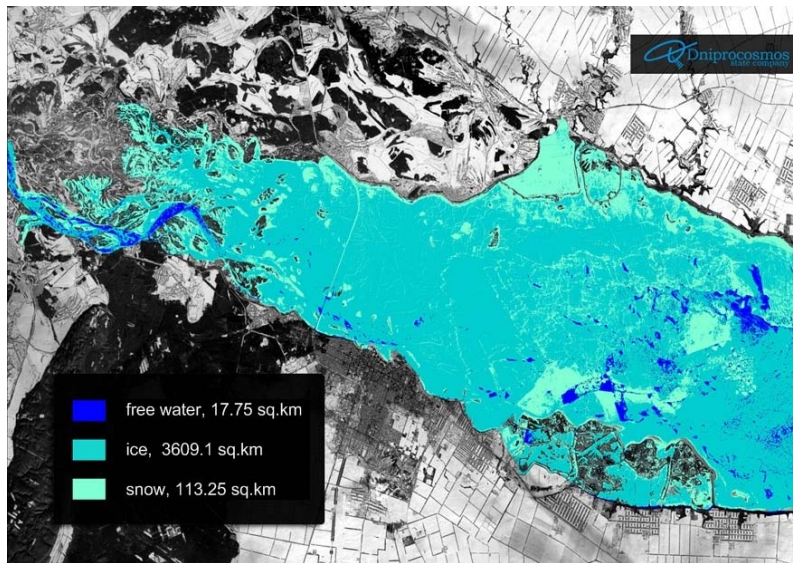 Dniprocosmos
state company
free water, 17.75 sq.km
ice, 3609.1 sq.km
snow, 113.25 sq.km